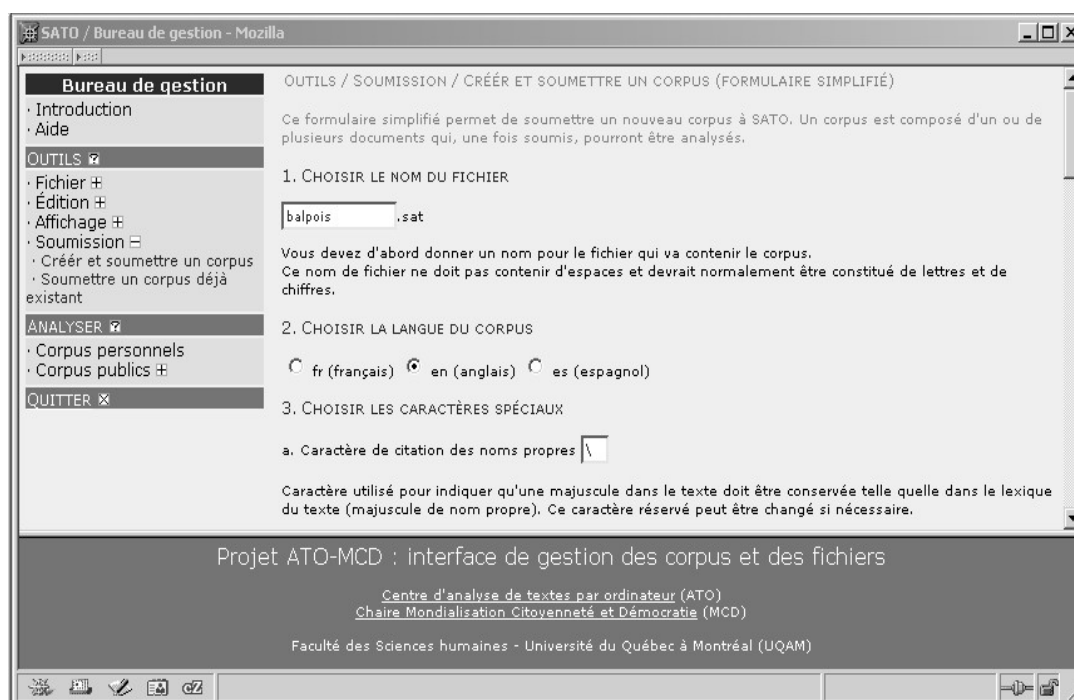 SATO / Bureau de gestion - Mozilla
Bureau de gestion
· Introduction
· Aide
OUTILS ?
· Fichier +
· Édition +
· Affichage +
· Soumission −
· Créér et soumettre un corpus
· Soumettre un corpus déjà
existant
ANALYSER ?
· Corpus personnels
· Corpus publics +
QUITTER
OUTILS / SOUMISSION / CRÉÉR ET SOUMETTRE UN CORPUS (FORMULAIRE SIMPLIFIÉ)
Ce formulaire simplifié permet de soumettre un nouveau corpus à SATO. Un corpus est composé d'un ou de
plusieurs documents qui, une fois soumis, pourront être analysés.
1. CHOISIR LE NOM DU FICHIER
balpois .sat
Vous devez d'abord donner un nom pour le fichier qui va contenir le corpus.
Ce nom de fichier ne doit pas contenir d'espaces et devrait normalement être constitué de lettres et de
chiffres.
2. CHOISIR LA LANGUE DU CORPUS
fr (français) en (anglais) es (espagnol)
3. CHOISIR LES CARACTÈRES SPÉCIAUX
a. Caractère de citation des noms propres \
Caractère utilisé pour indiquer qu'une majuscule dans le texte doit être conservée telle quelle dans le lexique
du texte (majuscule de nom propre). Ce caractère réservé peut être changé si nécessaire.
Projet ATO-MCD : interface de gestion des corpus et des fichiers
Centre d'analyse de textes par ordinateur (ATO)
Chaire Mondialisation Citoyenneté et Démocratie (MCD)
Faculté des Sciences humaines - Université du Québec à Montréal (UQAM)